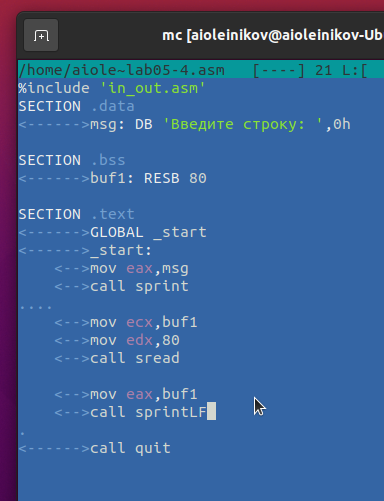 mc [aioleinikov@aioleinikov-Ub
/home/aiole~lab05-4.asm [----] 21 L:[
%include 'in_out.asm'
SECTION .data
<------>msg: DB 'Введите строку: ',0h
SECTION .bss
<------>buf1: RESB 80
SECTION .text
<------>GLOBAL _start
<------>_start:
<-->mov eax,msg
<-->call sprint
....
<-->mov ecx,buf1
<-->mov edx,80
<-->call sread
<-->mov eax,buf1
<-->call sprintLF
.
<------>call quit